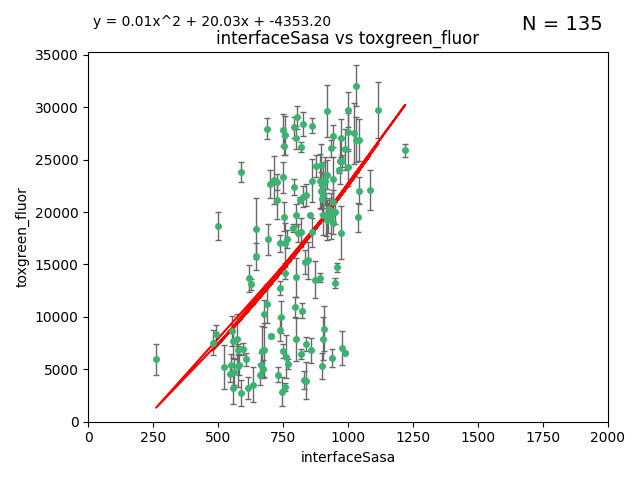 y = 0.01x^2 + 20.03x + -4353.20
N = 135
interfaceSasa vs toxgreen_fluor
35000
30000
25000
20000
15000
10000
5000
0
toxgreen_fluor
0 250 500 750 1000 1250 1500 1750 2000
interfaceSasa